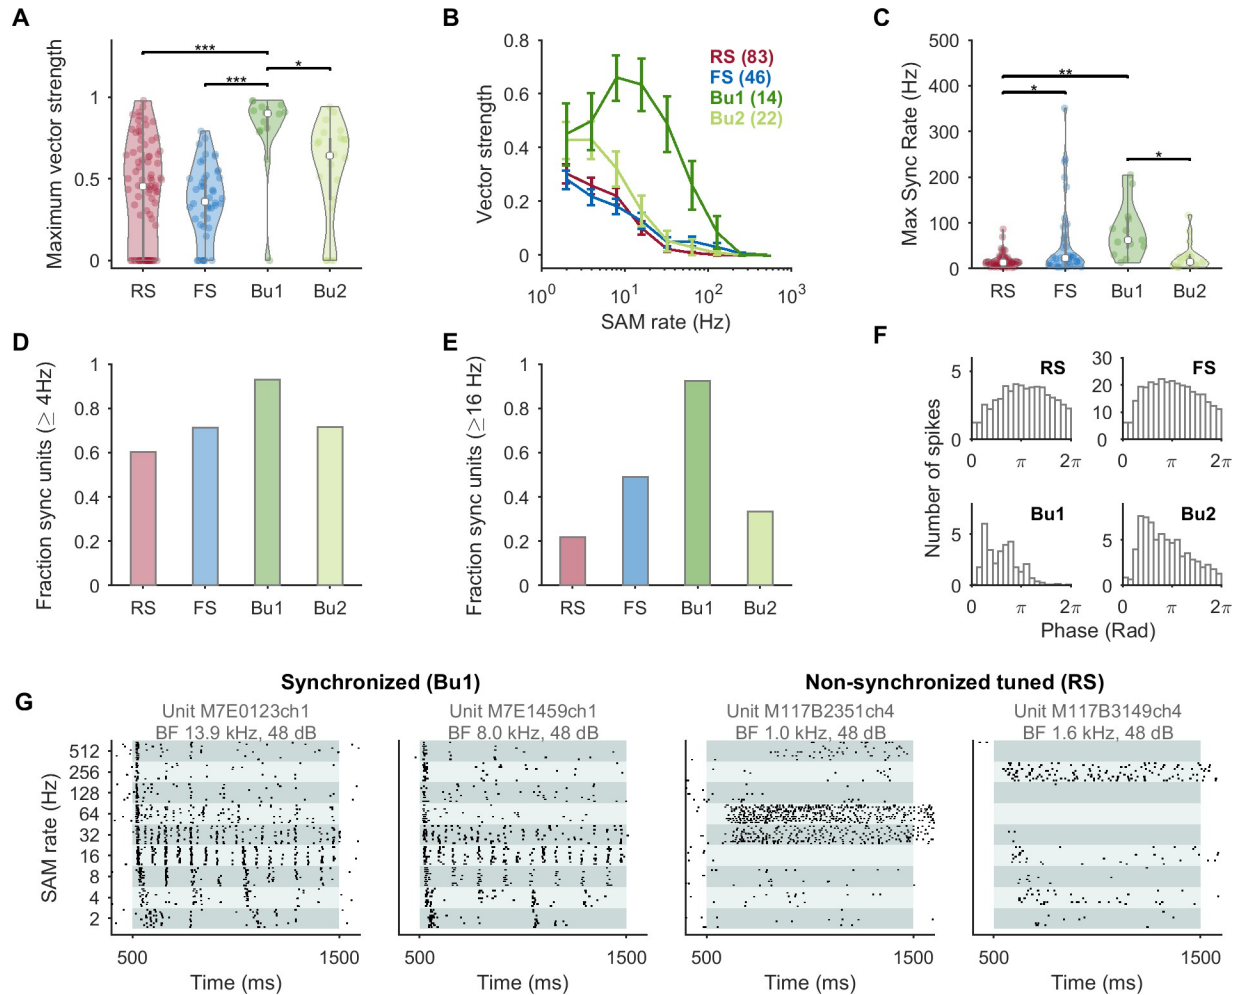 A
Maximum vector strength
1
0.5
0
***
***
*
RS FS Bu1 Bu2
B
Vector strength
0.8
0.6
0.4
0.2
0
RS (83)
FS (46)
Bu1 (14)
Bu2 (22)
10⁰ 10¹ 10² 10³
SAM rate (Hz)
C
Max Sync Rate (Hz)
500
400
300
200
100
0
**
*
*
RS FS Bu1 Bu2
D
Fraction sync units (≥ 4Hz)
1
0.8
0.6
0.4
0.2
0
RS FS Bu1 Bu2
E
Fraction sync units (≥16 Hz)
1
0.8
0.6
0.4
0.2
0
RS FS Bu1 Bu2
F
Number of spikes
RS
5
0
0 π 2π
FS
30
20
10
0
0 π 2π
Bu1
5
0
0 π 2π
Bu2
5
0
0 π 2π
Phase (Rad)
G
Synchronized (Bu1)
Non-synchronized tuned (RS)
Unit M7E0123ch1
BF 13.9 kHz, 48 dB
Unit M7E1459ch1
BF 8.0 kHz, 48 dB
Unit M117B2351ch4
BF 1.0 kHz, 48 dB
Unit M117B3149ch4
BF 1.6 kHz, 48 dB
SAM rate (Hz)
512
256
128
64
32
16
8
4
2
500 1500
Time (ms)
500 1500
Time (ms)
500 1500
Time (ms)
500 1500
Time (ms)